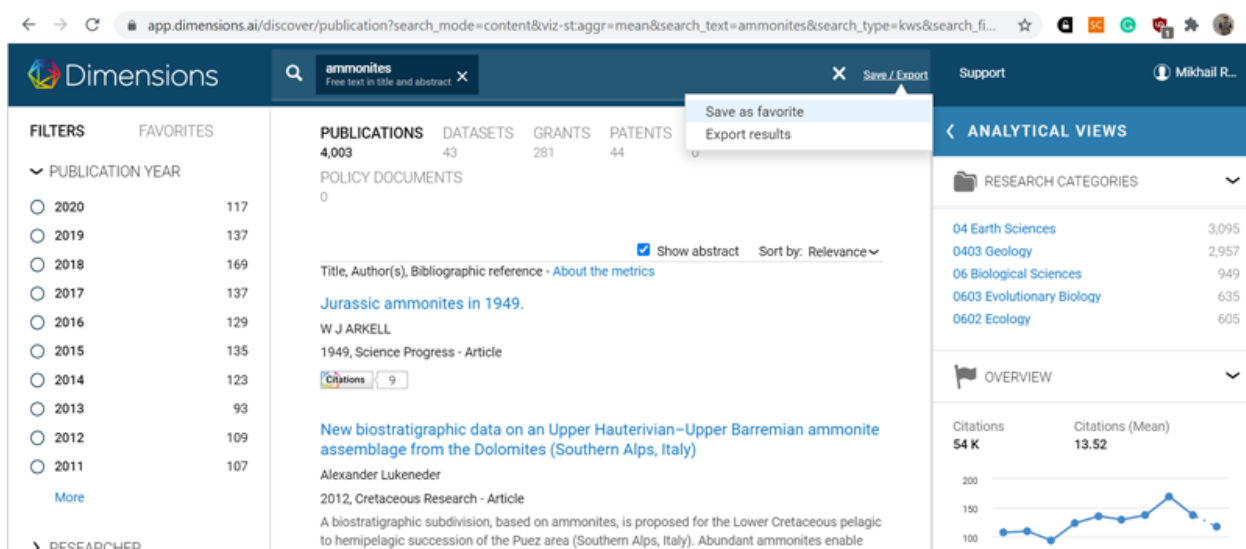 app.dimensions.ai/discover/publication?search_mode=content&viz-st:aggr=mean&search_text=ammonites&search_type=kws&search_fi...
Dimensions
ammonites
Free text in title and abstract
Save / Export
Support
Mikhail R...
Save as favorite
Export results
FILTERS FAVORITES
PUBLICATION YEAR
2020 117
2019 137
2018 169
2017 137
2016 129
2015 135
2014 123
2013 93
2012 109
2011 107
More
RESEARCHER
PUBLICATIONS DATASETS GRANTS PATENTS
4,003 43 281 44 0
POLICY DOCUMENTS
0
Show abstract Sort by: Relevance
Title, Author(s), Bibliographic reference - About the metrics
Jurassic ammonites in 1949.
W J ARKELL
1949, Science Progress - Article
Citations 9
New biostratigraphic data on an Upper Hauterivian–Upper Barremian ammonite
assemblage from the Dolomites (Southern Alps, Italy)
Alexander Lukeneder
2012, Cretaceous Research - Article
A biostratigraphic subdivision, based on ammonites, is proposed for the Lower Cretaceous pelagic
to hemipelagic succession of the Puez area (Southern Alps, Italy). Abundant ammonites enable
ANALYTICAL VIEWS
RESEARCH CATEGORIES
04 Earth Sciences 3,095
0403 Geology 2,957
06 Biological Sciences 949
0603 Evolutionary Biology 635
0602 Ecology 605
OVERVIEW
Citations Citations (Mean)
54 K 13.52
200
150
100